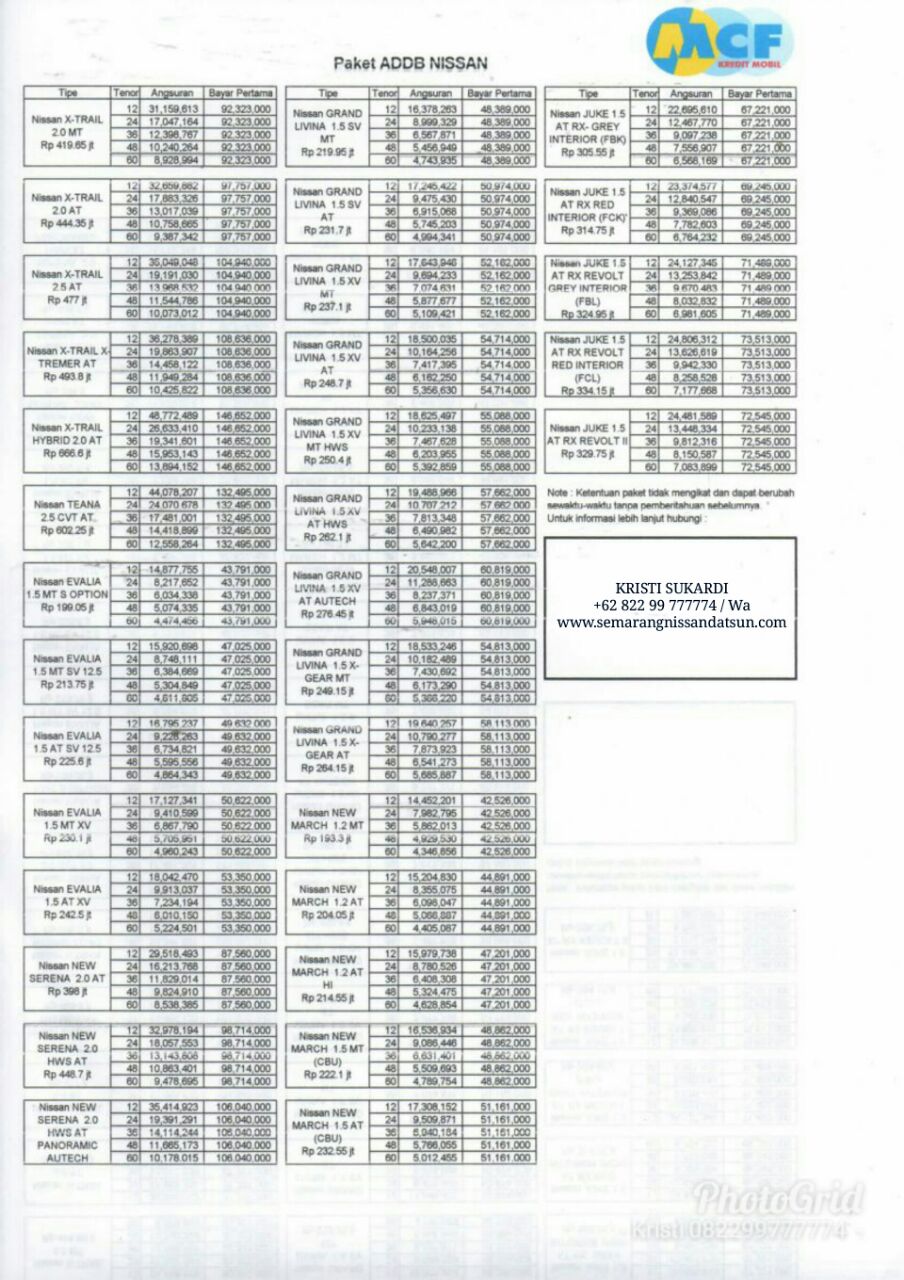 MCF
KREDIT MOBIL
Paket ADDB NISSAN
Tipe Tenor Angsuran Bayar Pertama
Nissan X-TRAIL
2.0 MT
Rp 419.65 jt
12 31,159,613 92,323,000
24 17,047,164 92,323,000
36 12,398,767 92,323,000
48 10,240,264 92,323,000
60 8,928,994 92,323,000
Nissan X-TRAIL
2.0 AT
Rp 444.35 jt
12 32,659,882 97,757,000
24 17,883,326 97,757,000
36 13,017,039 97,757,000
48 10,758,665 97,757,000
60 9,387,342 97,757,000
Nissan X-TRAIL
2.5 AT
Rp 477 jt
12 35,049,048 104,940,000
24 19,191,030 104,940,000
36 13,968,532 104,940,000
48 11,544,786 104,940,000
60 10,073,012 104,940,000
Nissan X-TRAIL X-
TREMER AT
Rp 493.8 jt
12 36,278,389 108,636,000
24 19,863,907 108,636,000
36 14,458,122 108,636,000
48 11,949,284 108,636,000
60 10,425,822 108,636,000
Nissan X-TRAIL
HYBRID 2.0 AT
Rp 666.6 jt
12 48,772,489 146,652,000
24 26,633,410 146,652,000
36 19,341,601 146,652,000
48 15,953,143 146,652,000
60 13,894,152 146,652,000
Nissan TEANA
2.5 CVT AT
Rp 602.25 jt
12 44,078,207 132,495,000
24 24,070,678 132,495,000
36 17,481,001 132,495,000
48 14,418,899 132,495,000
60 12,558,264 132,495,000
Nissan EVALIA
1.5 MT S OPTION
Rp 199.05 jt
12 14,877,755 43,791,000
24 8,217,652 43,791,000
36 6,034,338 43,791,000
48 5,074,335 43,791,000
60 4,474,456 43,791,000
Nissan EVALIA
1.5 MT SV 12.5
Rp 213.75 jt
12 15,920,698 47,025,000
24 8,748,111 47,025,000
36 6,384,669 47,025,000
48 5,304,849 47,025,000
60 4,611,605 47,025,000
Nissan EVALIA
1.5 AT SV 12.5
Rp 225.6 jt
12 16,795,237 49,632,000
24 9,228,263 49,632,000
36 6,734,821 49,632,000
48 5,595,556 49,632,000
60 4,864,343 49,632,000
Nissan EVALIA
1.5 MT XV
Rp 230.1 jt
12 17,127,341 50,622,000
24 9,410,599 50,622,000
36 6,867,790 50,622,000
48 5,705,951 50,622,000
60 4,960,243 50,622,000
Nissan EVALIA
1.5 AT XV
Rp 242.5 jt
12 18,042,470 53,350,000
24 9,913,037 53,350,000
36 7,234,194 53,350,000
48 6,010,150 53,350,000
60 5,224,501 53,350,000
Nissan NEW
SERENA 2.0 AT
Rp 398 jt
12 29,518,493 87,560,000
24 16,213,768 87,560,000
36 11,829,014 87,560,000
48 9,824,910 87,560,000
60 8,538,385 87,560,000
Nissan NEW
SERENA 2.0
HWS AT
Rp 448.7 jt
12 32,978,194 98,714,000
24 18,057,553 98,714,000
36 13,143,806 98,714,000
48 10,863,401 98,714,000
60 9,478,695 98,714,000
Nissan NEW
SERENA 2.0
HWS AT
PANORAMIC
AUTECH
12 35,414,923 106,040,000
24 19,391,291 106,040,000
36 14,114,244 106,040,000
48 11,665,173 106,040,000
60 10,178,015 106,040,000
Tipe Tenor Angsuran Bayar Pertama
Nissan GRAND
LIVINA 1.5 SV
MT
Rp 219.95 jt
12 16,378,263 48,389,000
24 8,999,329 48,389,000
36 6,567,871 48,389,000
48 5,456,949 48,389,000
60 4,743,935 48,389,000
Nissan GRAND
LIVINA 1.5 SV
AT
Rp 231.7 jt
12 17,245,422 50,974,000
24 9,475,430 50,974,000
36 6,915,068 50,974,000
48 5,745,203 50,974,000
60 4,994,341 50,974,000
Nissan GRAND
LIVINA 1.5 XV
MT
Rp 237.1 jt
12 17,643,946 52,162,000
24 9,694,233 52,162,000
36 7,074,631 52,162,000
48 5,877,677 52,162,000
60 5,109,421 52,162,000
Nissan GRAND
LIVINA 1.5 XV
AT
Rp 248.7 jt
12 18,500,035 54,714,000
24 10,164,256 54,714,000
36 7,417,395 54,714,000
48 6,162,250 54,714,000
60 5,356,630 54,714,000
Nissan GRAND
LIVINA 1.5 XV
MT HWS
Rp 250.4 jt
12 18,625,497 55,088,000
24 10,233,138 55,088,000
36 7,467,628 55,088,000
48 6,203,955 55,088,000
60 5,392,859 55,088,000
Nissan GRAND
LIVINA 1.5 XV
AT HWS
Rp 262.1 jt
12 19,488,966 57,662,000
24 10,707,212 57,662,000
36 7,813,348 57,662,000
48 6,490,982 57,662,000
60 5,642,200 57,662,000
Nissan GRAND
LIVINA 1.5 XV
AT AUTECH
Rp 276.45 jt
12 20,548,007 60,819,000
24 11,288,663 60,819,000
36 8,237,371 60,819,000
48 6,843,019 60,819,000
60 5,948,015 60,819,000
Nissan GRAND
LIVINA 1.5 X-
GEAR MT
Rp 249.15 jt
12 18,533,246 54,813,000
24 10,182,489 54,813,000
36 7,430,692 54,813,000
48 6,173,290 54,813,000
60 5,366,220 54,813,000
Nissan GRAND
LIVINA 1.5 X-
GEAR AT
Rp 264.15 jt
12 19,640,257 58,113,000
24 10,790,277 58,113,000
36 7,873,923 58,113,000
48 6,541,273 58,113,000
60 5,685,887 58,113,000
Nissan NEW
MARCH 1.2 MT
Rp 193.3 jt
12 14,452,201 42,526,000
24 7,982,795 42,526,000
36 5,862,013 42,526,000
48 4,929,530 42,526,000
60 4,346,656 42,526,000
Nissan NEW
MARCH 1.2 AT
Rp 204.05 jt
12 15,204,830 44,891,000
24 8,355,075 44,891,000
36 6,098,047 44,891,000
48 5,066,887 44,891,000
60 4,405,087 44,891,000
Nissan NEW
MARCH 1.2 AT
HI
Rp 214.55 jt
12 15,979,738 47,201,000
24 8,780,526 47,201,000
36 6,408,308 47,201,000
48 5,324,475 47,201,000
60 4,628,854 47,201,000
Nissan NEW
MARCH 1.5 MT
(CBU)
Rp 222.1 jt
12 16,536,934 48,862,000
24 9,086,446 48,862,000
36 6,631,401 48,862,000
48 5,509,693 48,862,000
60 4,789,754 48,862,000
Nissan NEW
MARCH 1.5 AT
(CBU)
Rp 232.55 jt
12 17,308,152 51,161,000
24 9,509,871 51,161,000
36 6,940,184 51,161,000
48 5,766,055 51,161,000
60 5,012,455 51,161,000
Tipe Tenor Angsuran Bayar Pertama
Nissan JUKE 1.5
AT RX- GREY
INTERIOR (FBK)
Rp 305.55 jt
12 22,695,610 67,221,000
24 12,467,770 67,221,000
36 9,097,238 67,221,000
48 7,556,907 67,221,000
60 6,568,169 67,221,000
Nissan JUKE 1.5
AT RX RED
INTERIOR (FCK)
Rp 314.75 jt
12 23,374,577 69,245,000
24 12,840,547 69,245,000
36 9,369,086 69,245,000
48 7,782,603 69,245,000
60 6,764,232 69,245,000
Nissan JUKE 1.5
AT RX REVOLT
GREY INTERIOR
(FBL)
Rp 324.95 jt
12 24,127,345 71,489,000
24 13,253,842 71,489,000
36 9,670,483 71,489,000
48 8,032,832 71,489,000
60 6,981,605 71,489,000
Nissan JUKE 1.5
AT RX REVOLT
RED INTERIOR
(FCL)
Rp 334.15 jt
12 24,806,312 73,513,000
24 13,626,619 73,513,000
36 9,942,330 73,513,000
48 8,258,528 73,513,000
60 7,177,668 73,513,000
Nissan JUKE 1.5
AT RX REVOLT II
Rp 329.75 jt
12 24,481,589 72,545,000
24 13,448,334 72,545,000
36 9,812,316 72,545,000
48 8,150,587 72,545,000
60 7,083,899 72,545,000
Note : Ketentuan paket tidak mengikat dan dapat berubah
sewaktu-waktu tanpa pemberitahuan sebelumnya.
Untuk informasi lebih lanjut hubungi :
KRISTI SUKARDI
+62 822 99 777774 / Wa
www.semarangnissandatsun.com
PhotoGrid
Kristi 082299777774